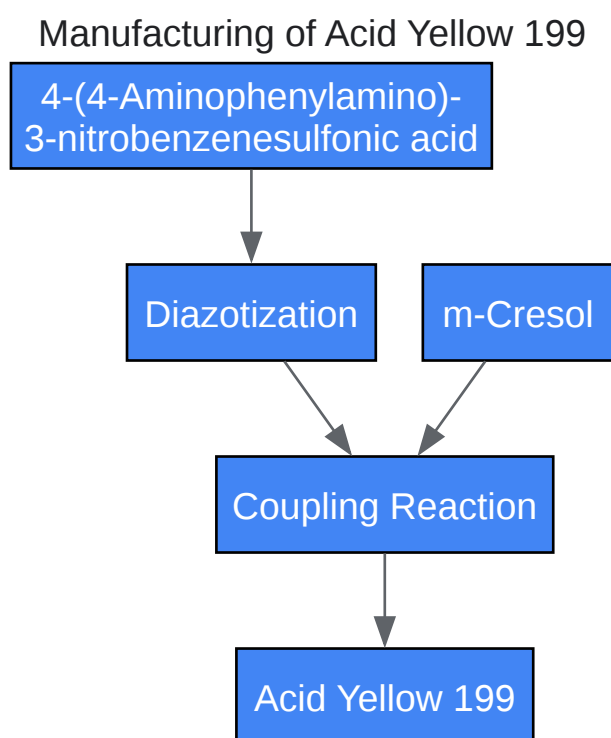 Manufacturing of Acid Yellow 199
4-(4-Aminophenylamino)-
3-nitrobenzenesulfonic acid
Diazotization
m-Cresol
Coupling Reaction
Acid Yellow 199